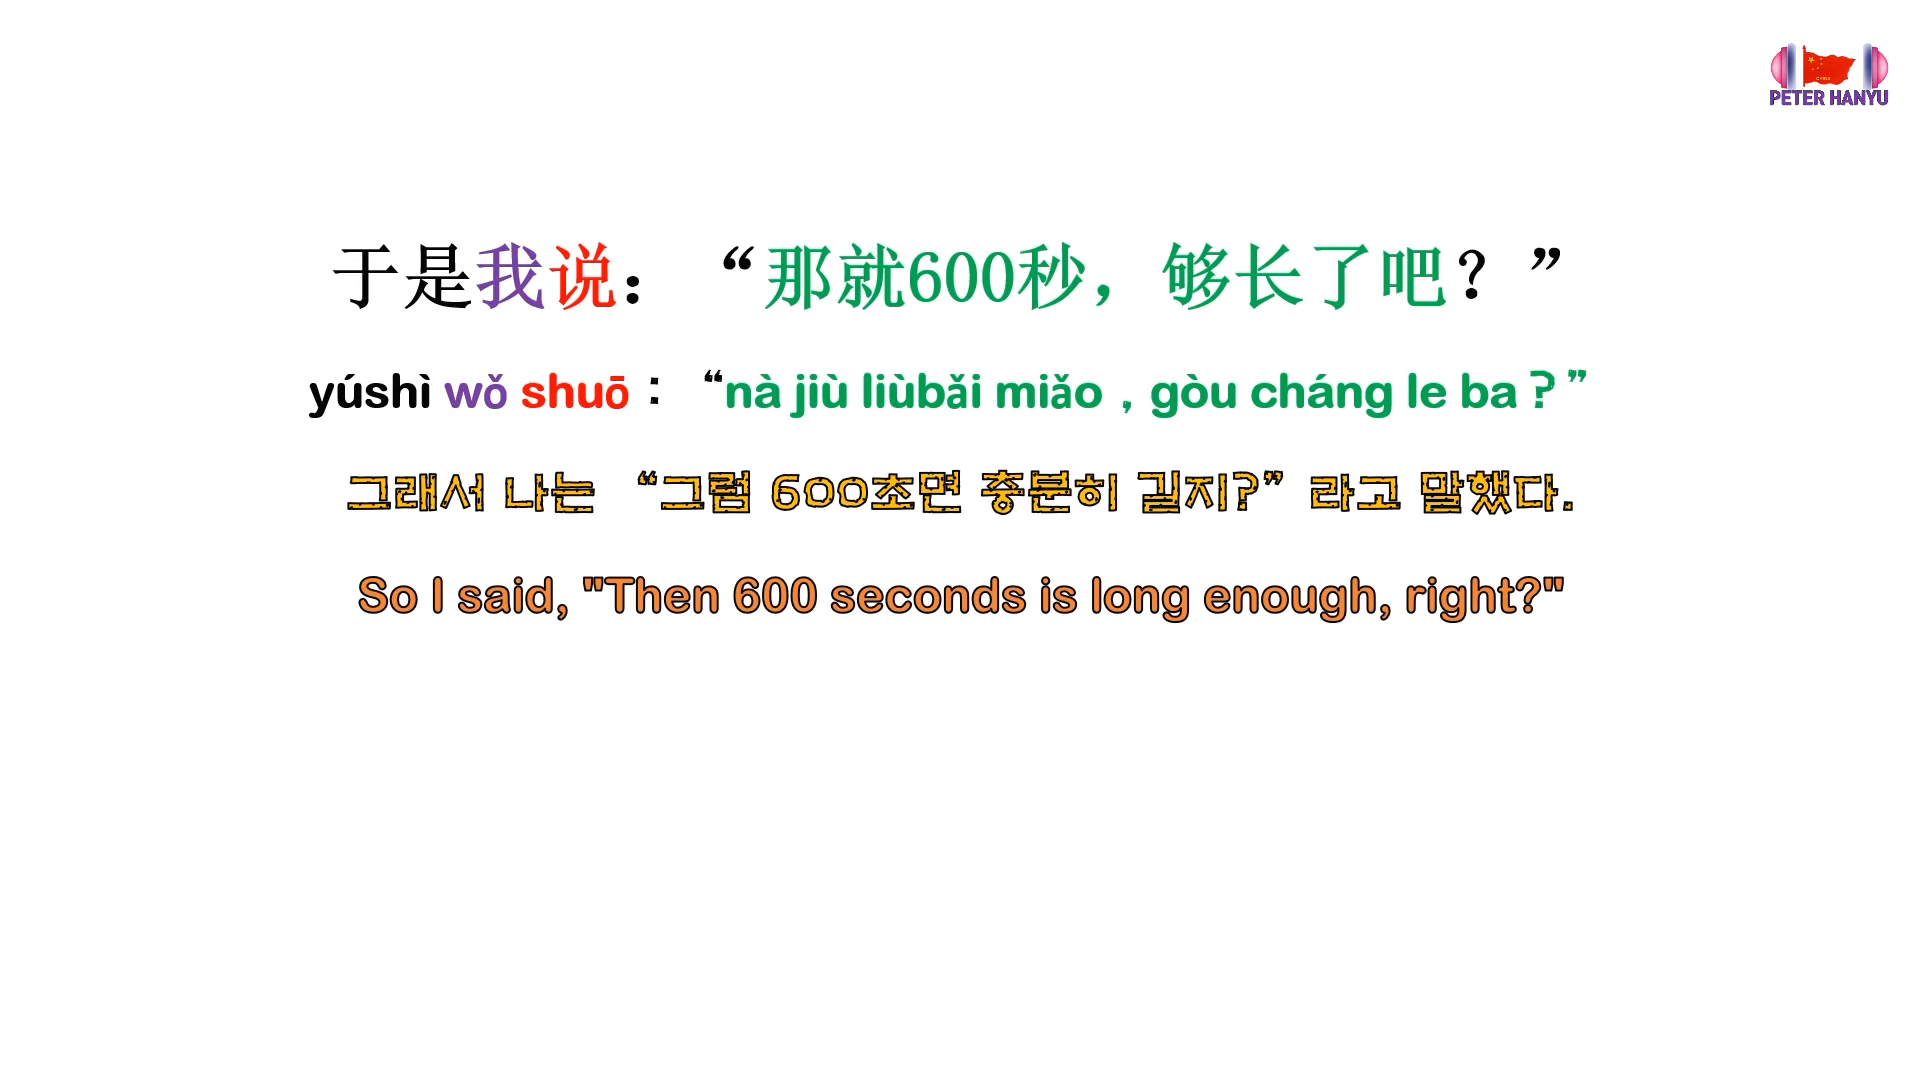 PETER HANYU
于是我说：“那就600秒，够长了吧？”
yúshì wǒ shuō：“nà jiù liùbǎi miǎo，gòu cháng le ba？”
그래서 나는 “그럼 600초면 충분히 길지?”라고 말했다.
So I said, "Then 600 seconds is long enough, right?"